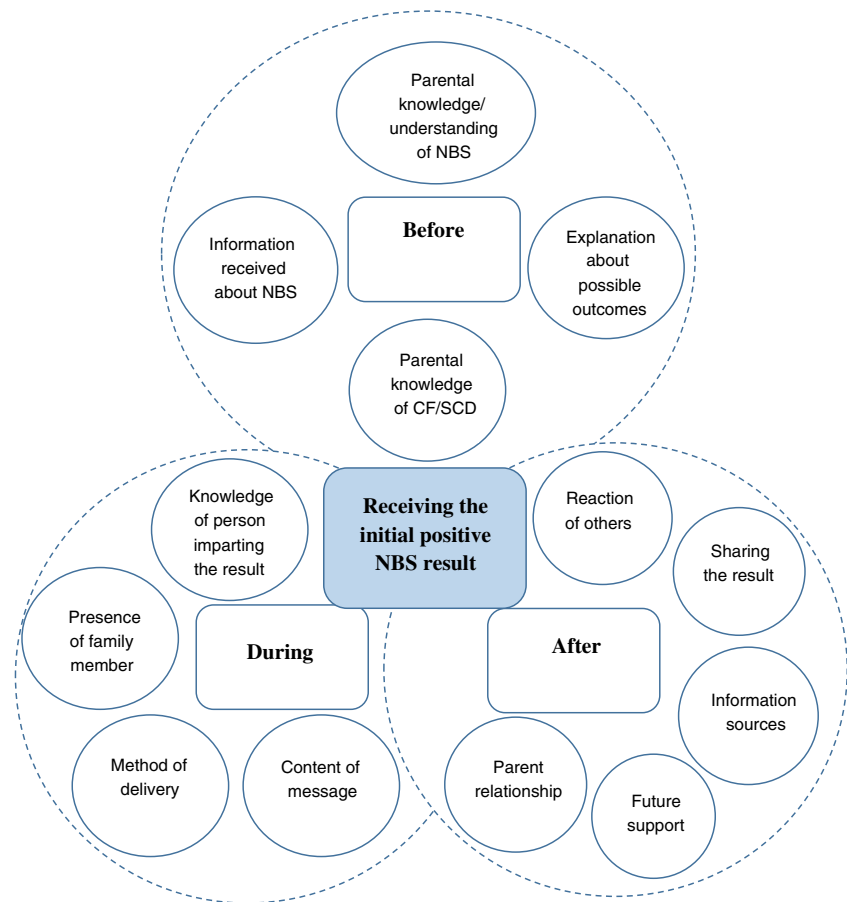 Parental
knowledge/
understanding
of NBS
Before
Information
received
about NBS
Explanation
about
possible
outcomes
Parental
knowledge
of CF/SCD
Receiving the
initial positive
NBS result
Knowledge
of person
imparting
the result
Presence
of family
member
During
Method of
delivery
Content of
message
Reaction
of others
Sharing
the result
After
Information
sources
Parent
relationship
Future
support